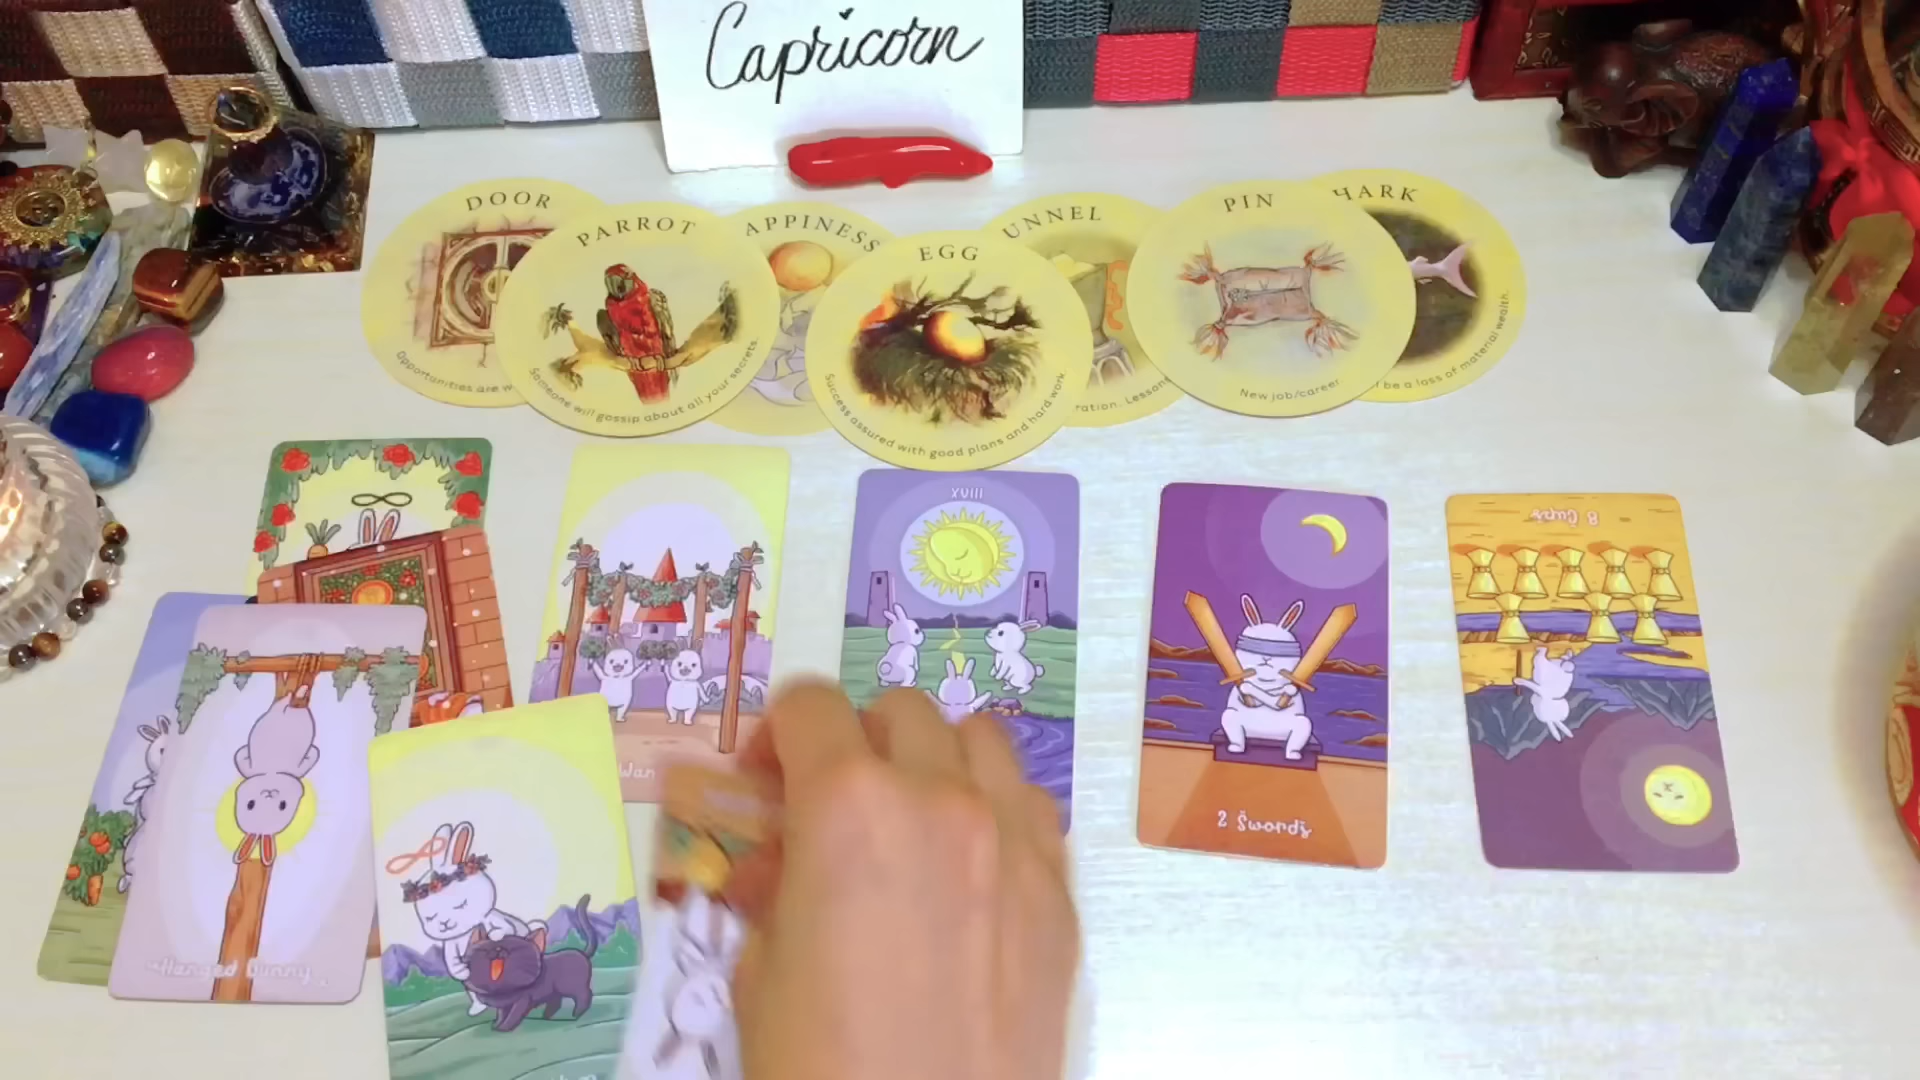 Capricorn
DOOR
Opportunities are
PARROT
Someone will gossip about all your secrets.
APPINESS
EGG
Success assured with good plans and hard work
UNNEL
ration. Lessons
PIN
New job/career
HARK
be a loss of material wealth.
XVIII
8 Cups
Wan
2 Swords
Hanged Bunny